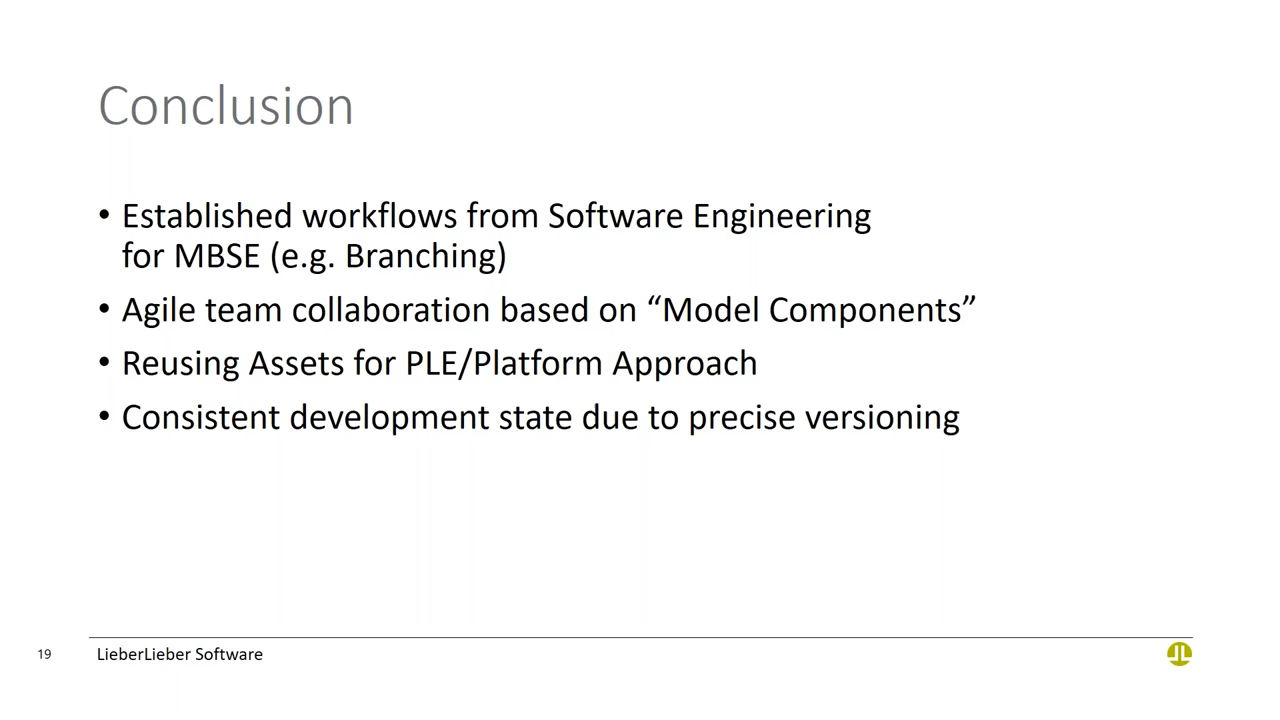 Conclusion
• Established workflows from Software Engineering
for MBSE (e.g. Branching)
• Agile team collaboration based on “Model Components”
• Reusing Assets for PLE/Platform Approach
• Consistent development state due to precise versioning
19 LieberLieber Software